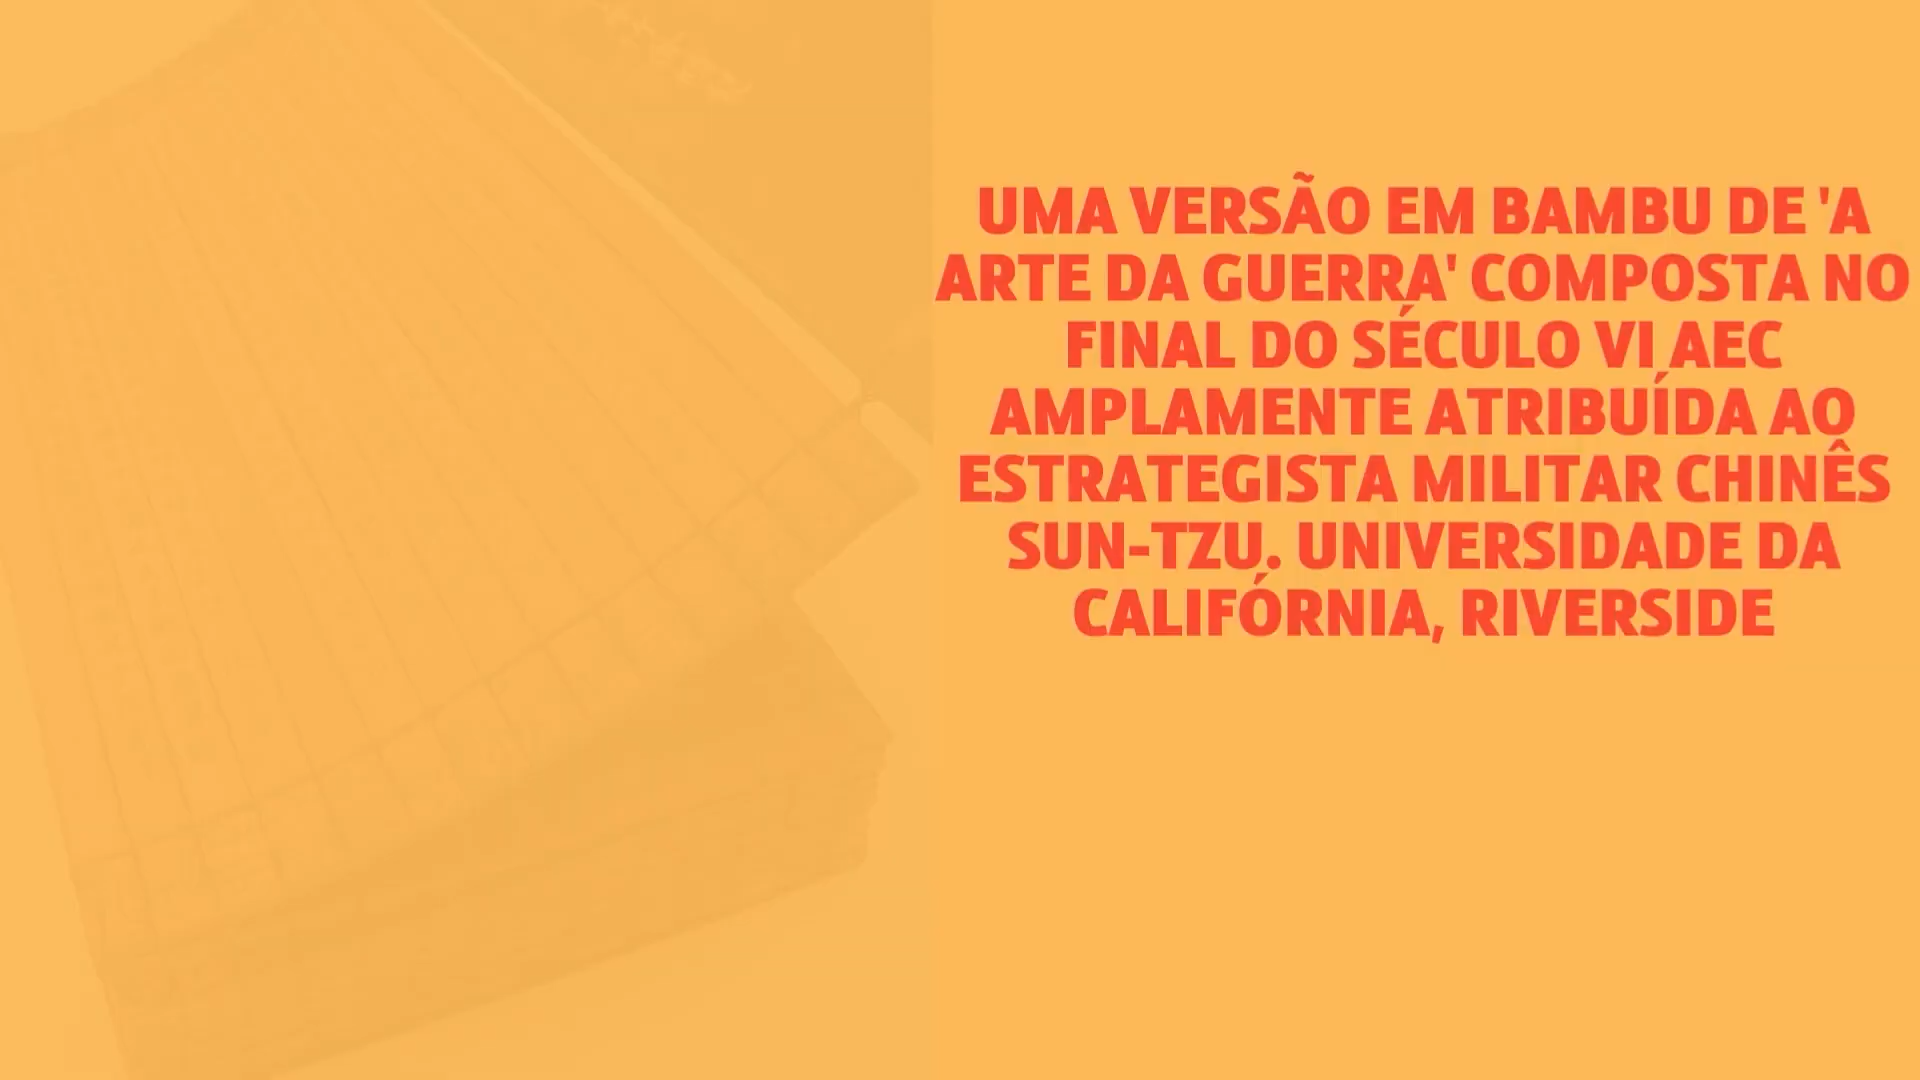 UMA VERSÃO EM BAMBU DE 'A
ARTE DA GUERRA' COMPOSTA NO
FINAL DO SÉCULO VI AEC
AMPLAMENTE ATRIBUÍDA AO
ESTRATEGISTA MILITAR CHINÊS
SUN-TZU. UNIVERSIDADE DA
CALIFÓRNIA, RIVERSIDE